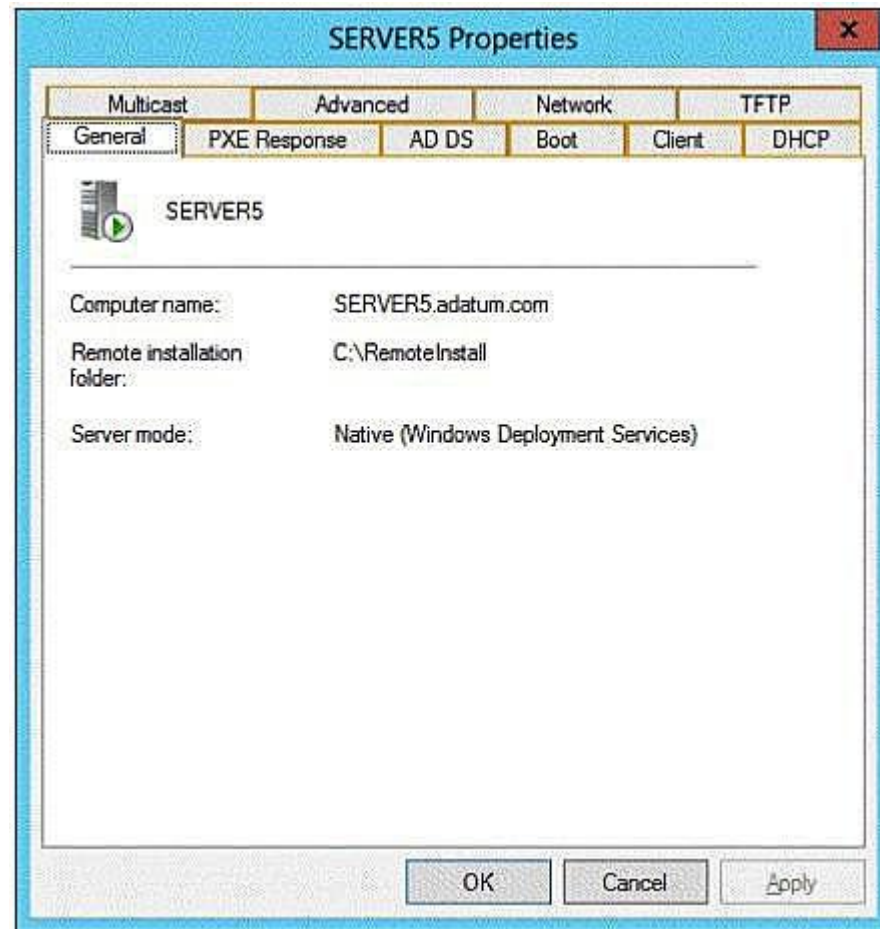 SERVER5 Properties
x
Multicast Advanced Network TFTP
General PXE Response AD DS Boot Client DHCP
SERVER5
Computer name: SERVER5.adatum.com
Remote installation C:\RemoteInstall
folder:
Server mode: Native (Windows Deployment Services)
OK Cancel Apply